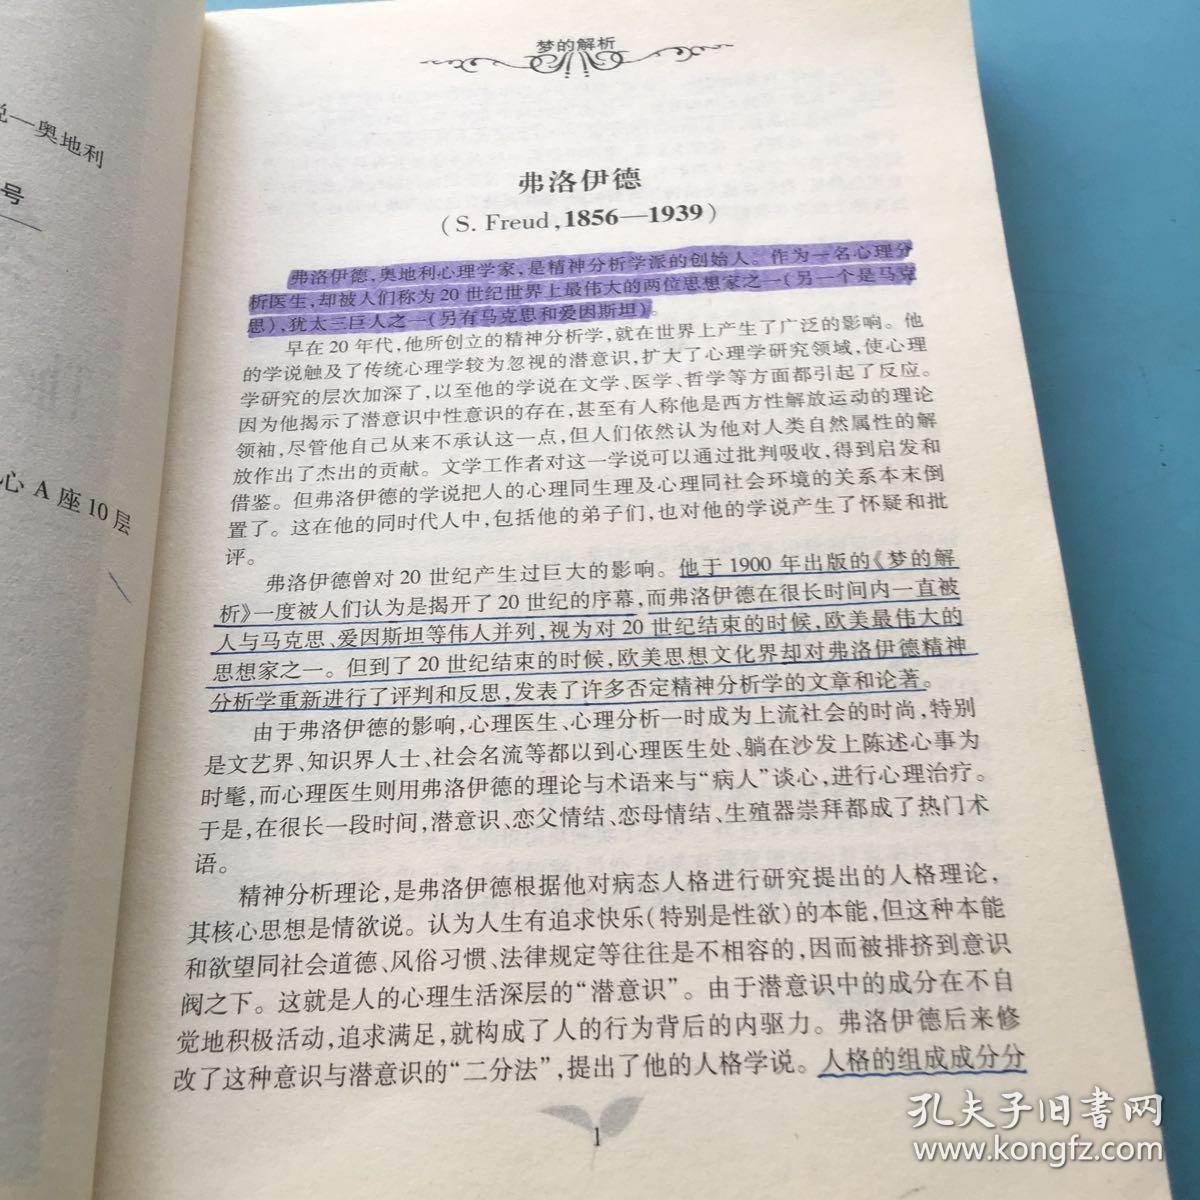 说—奥地利
号
心 A 座 10 层
梦的解析
弗洛伊德
(S. Freud,1856—1939)
弗洛伊德,奥地利心理学家,是精神分析学派的创始人。作为一名心理分
析医生,却被人们称为 20 世纪世界上最伟大的两位思想家之一(另一个是马克
思),犹太三巨人之一(另有马克思和爱因斯坦)。
早在 20 年代,他所创立的精神分析学,就在世界上产生了广泛的影响。他
的学说触及了传统心理学较为忽视的潜意识,扩大了心理学研究领域,使心理
学研究的层次加深了,以至他的学说在文学、医学、哲学等方面都引起了反应。
因为他揭示了潜意识中性意识的存在,甚至有人称他是西方性解放运动的理论
领袖,尽管他自己从来不承认这一点,但人们依然认为他对人类自然属性的解
放作出了杰出的贡献。文学工作者对这一学说可以通过批判吸收,得到启发和
借鉴。但弗洛伊德的学说把人的心理同生理及心理同社会环境的关系本末倒
置了。这在他的同时代人中,包括他的弟子们,也对他的学说产生了怀疑和批
评。
弗洛伊德曾对 20 世纪产生过巨大的影响。他于 1900 年出版的《梦的解
析》一度被人们认为是揭开了 20 世纪的序幕,而弗洛伊德在很长时间内一直被
人与马克思、爱因斯坦等伟人并列,视为对 20 世纪结束的时候,欧美最伟大的
思想家之一。但到了 20 世纪结束的时候,欧美思想文化界却对弗洛伊德精神
分析学重新进行了评判和反思,发表了许多否定精神分析学的文章和论著。
由于弗洛伊德的影响,心理医生、心理分析一时成为上流社会的时尚,特别
是文艺界、知识界人士、社会名流等都以到心理医生处、躺在沙发上陈述心事为
时髦,而心理医生则用弗洛伊德的理论与术语来与“病人”谈心,进行心理治疗。
于是,在很长一段时间,潜意识、恋父情结、恋母情结、生殖器崇拜都成了热门术
语。
精神分析理论,是弗洛伊德根据他对病态人格进行研究提出的人格理论,
其核心思想是情欲说。认为人生有追求快乐(特别是性欲)的本能,但这种本能
和欲望同社会道德、风俗习惯、法律规定等往往是不相容的,因而被排挤到意识
阀之下。这就是人的心理生活深层的“潜意识”。由于潜意识中的成分在不自
觉地积极活动,追求满足,就构成了人的行为背后的内驱力。弗洛伊德后来修
改了这种意识与潜意识的“二分法”,提出了他的人格学说。人格的组成成分分
1
孔夫子旧书网
www.kongfz.com